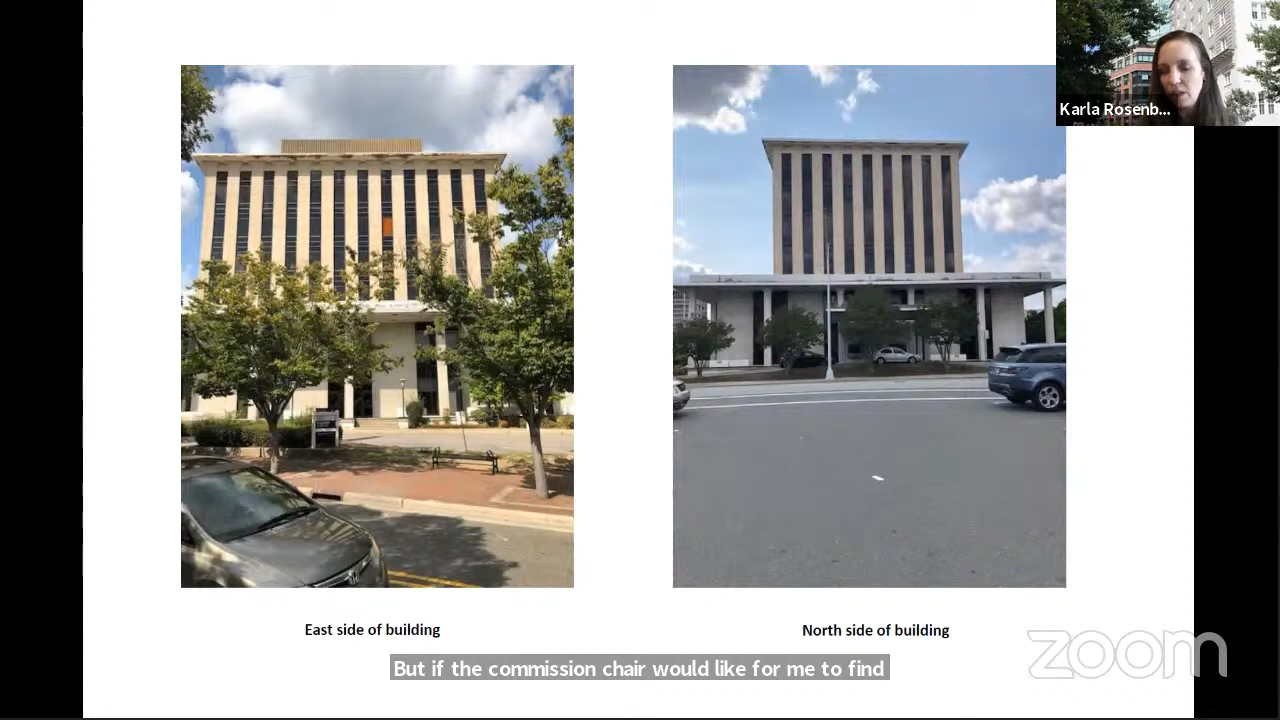 Karla Rosenb...
East side of building
North side of building
But if the commission chair would like for me to find
zoom